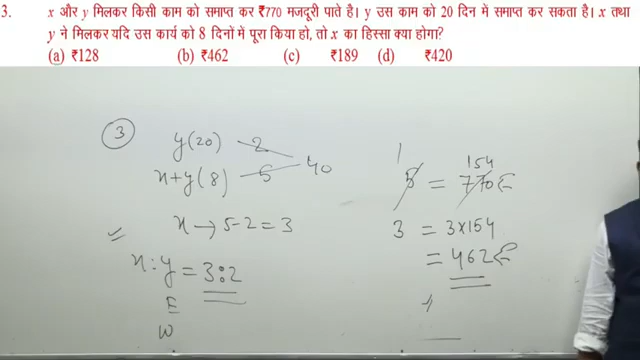 3. x और y मिलकर किसी काम को समाप्त कर ₹770 मजदूरी पाते है। y उस काम को 20 दिन में समाप्त कर सकता है। x तथा
y ने मिलकर यदि उस कार्य को 8 दिनों में पूरा किया हो, तो x का हिस्सा क्या होगा?
(a) ₹128 (b) ₹462 (c) ₹189 (d) ₹420
3
y(20) 2
x+y(8) 5 40
x → 5-2=3
x:y = 3:2
E
W
1 154
5 = 770₹
3 = 3×154
= 462₹